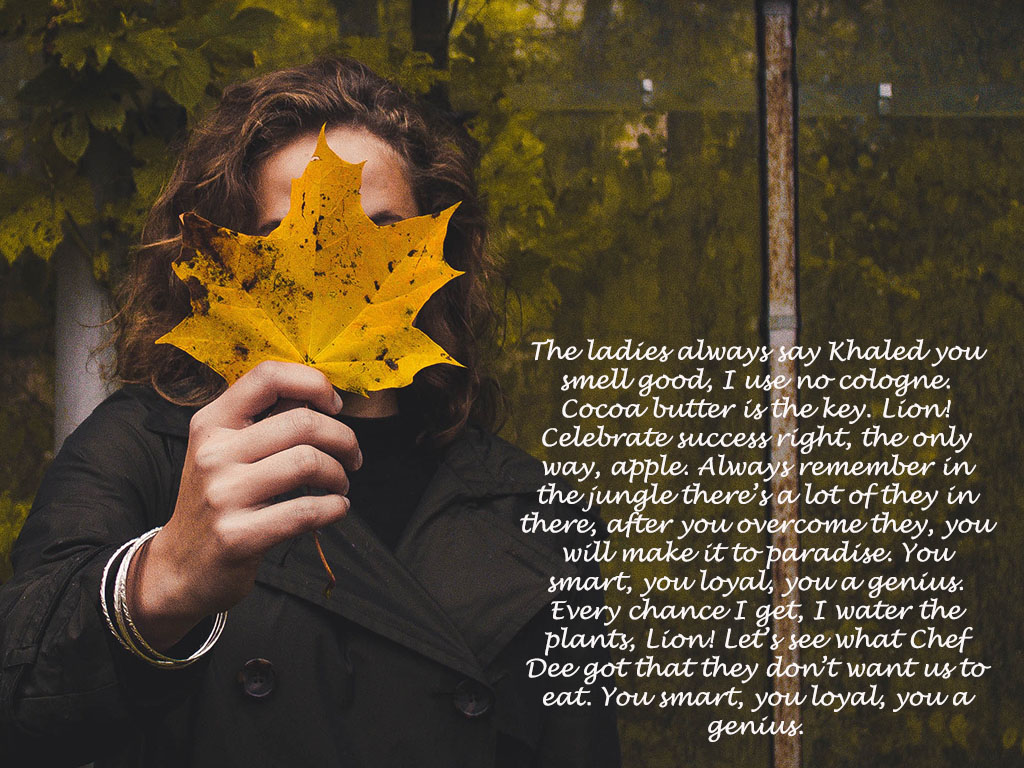 The ladies always say Khaled you
smell good, I use no cologne.
Cocoa butter is the key. Lion!
Celebrate success right, the only
way, apple. Always remember in
the jungle there's a lot of they in
there, after you overcome they, you
will make it to paradise. You
smart, you loyal, you a genius.
Every chance I get, I water the
plants, Lion! Let's see what Chef
Dee got that they don't want us to
eat. You smart, you loyal, you a
genius.